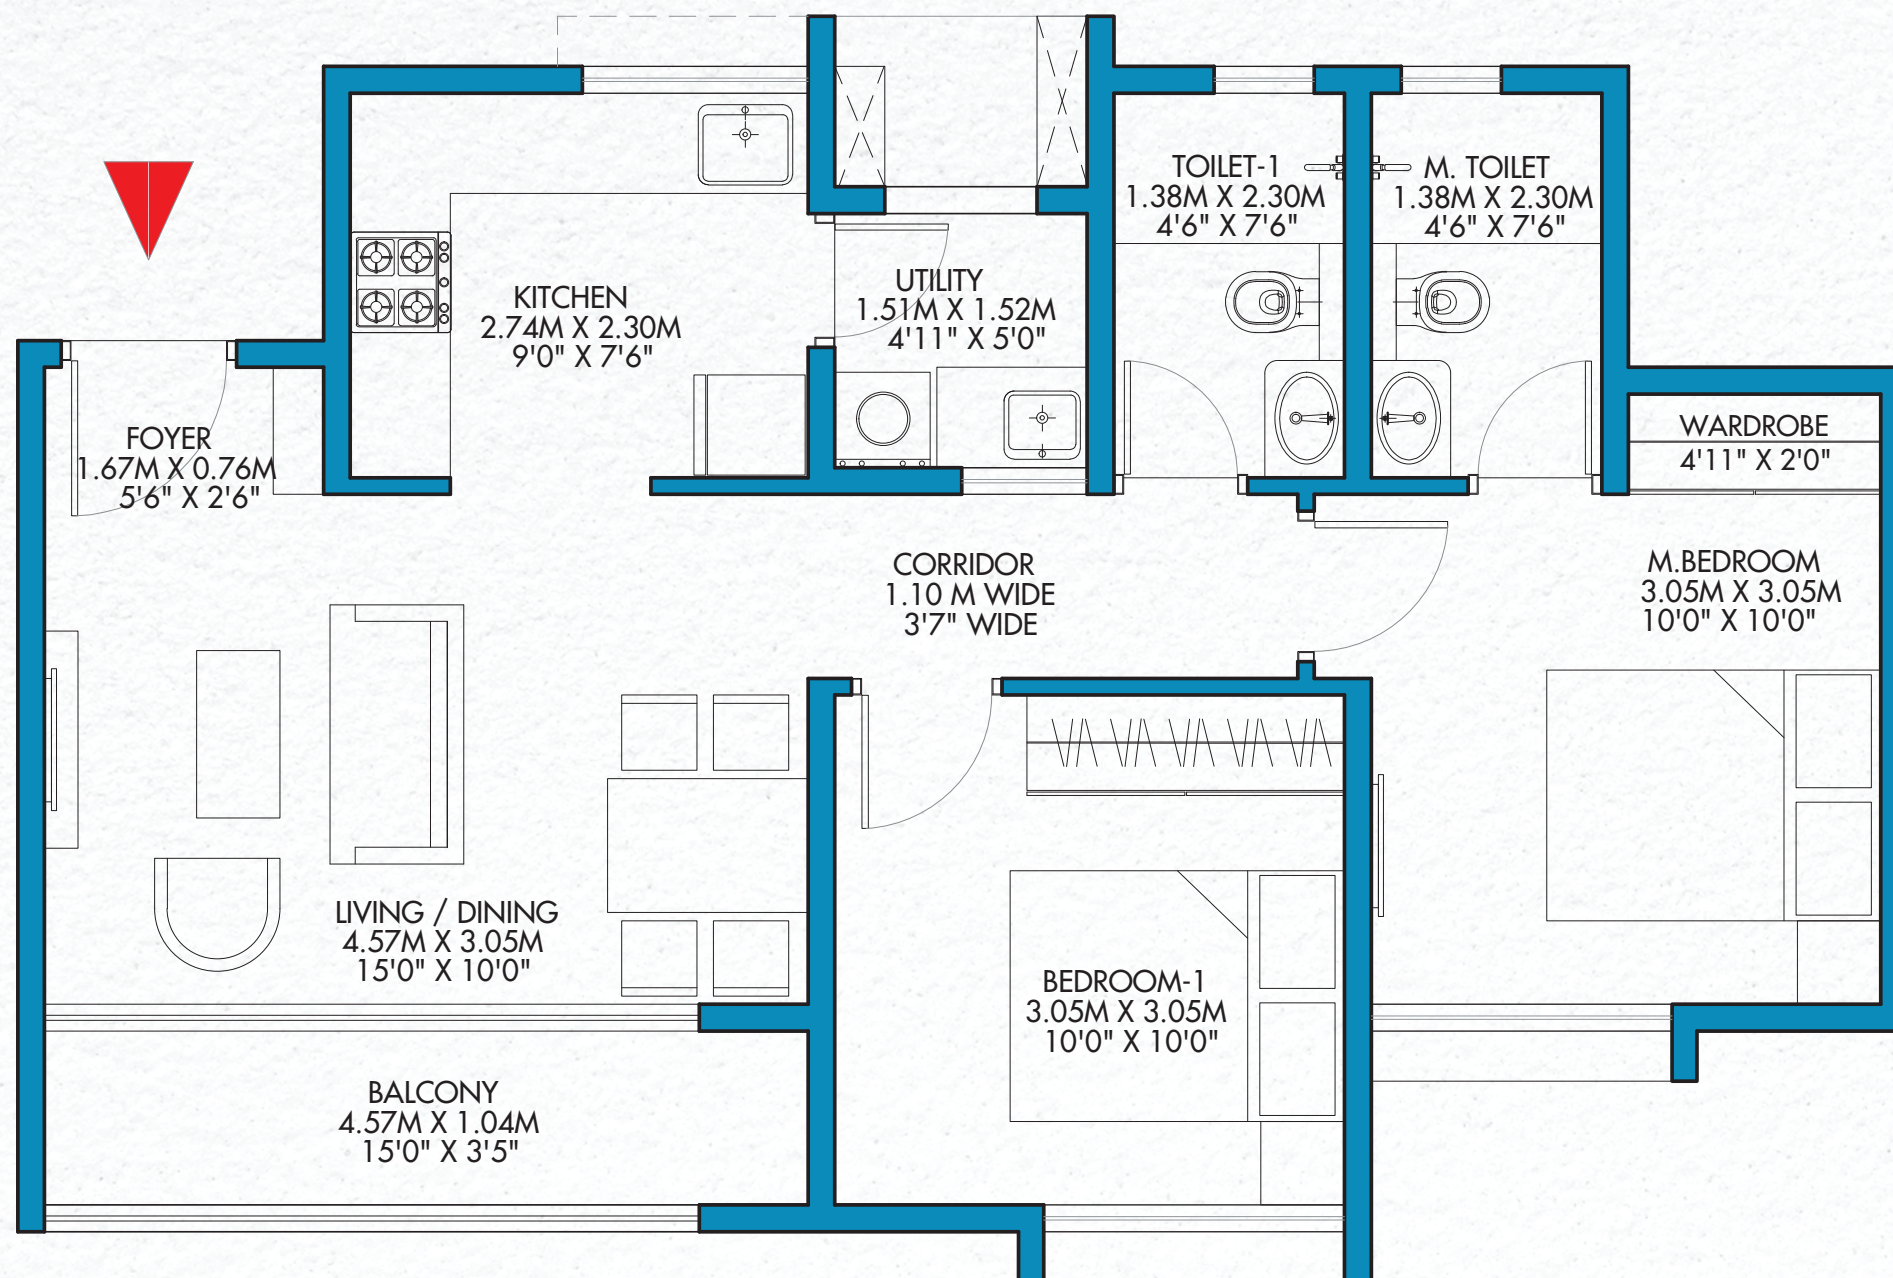 TOILET-1
1.38M X 2.30M
4'6" X 7'6"
M. TOILET
1.38M X 2.30M
4'6" X 7'6"
KITCHEN
2.74M X 2.30M
9'0" X 7'6"
UTILITY
1.51M X 1.52M
4'11" X 5'0"
FOYER
1.67M X 0.76M
5'6" X 2'6"
WARDROBE
4'11" X 2'0"
CORRIDOR
1.10 M WIDE
3'7" WIDE
M.BEDROOM
3.05M X 3.05M
10'0" X 10'0"
LIVING / DINING
4.57M X 3.05M
15'0" X 10'0"
BEDROOM-1
3.05M X 3.05M
10'0" X 10'0"
BALCONY
4.57M X 1.04M
15'0" X 3'5"